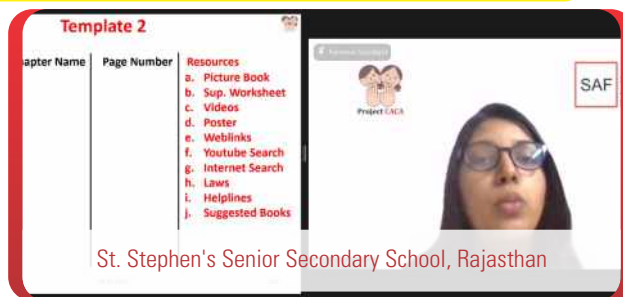 Template 2
apter Name
Page Number
Resources
a. Picture Book
b. Sup. Worksheet
c. Videos
d. Poster
e. Weblinks
f. Youtube Search
g. Internet Search
h. Laws
i. Helplines
j. Suggested Books
Project CACA
SAF
St. Stephen's Senior Secondary School, Rajasthan